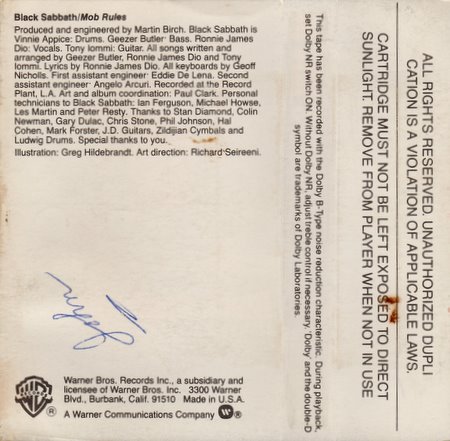 Black Sabbath/Mob Rules
Produced and engineered by Martin Birch. Black Sabbath is
Vinnie Appice: Drums. Geezer Butler: Bass. Ronnie James
Dio: Vocals. Tony Iommi: Guitar. All songs written and
arranged by Geezer Butler, Ronnie James Dio and Tony
Iommi. Lyrics by Ronnie James Dio. All keyboards by Geoff
Nicholls. First assistant engineer: Eddie De Lena. Second
assistant engineer: Angelo Arcuri. Recorded at the Record
Plant, L.A. Art and album coordination: Paul Clark. Personal
technicians to Black Sabbath: Ian Ferguson, Michael Howse,
Les Martin and Peter Resty. Thanks to Stan Diamond, Colin
Newman, Gary Dulac, Chris Stone, Phil Johnson, Hal
Cohen, Mark Forster, J.D. Guitars, Zildjian Cymbals and
Ludwig Drums. Special thanks to you.
Illustration: Greg Hildebrandt. Art direction: Richard Seireeni.
Warner Bros. Records Inc., a subsidiary and
licensee of Warner Bros. Inc. 3300 Warner
Blvd., Burbank, Calif. 91510 Made in U.S.A.
A Warner Communications Company ®
This tape has been recorded with the Dolby B-Type noise reduction characteristic. During playback,
set Dolby NR switch ON. Without Dolby NR, adjust treble control if necessary. 'Dolby' and the double-D
symbol are trademarks of Dolby Laboratories.
ALL RIGHTS RESERVED. UNAUTHORIZED DUPLI
CATION IS A VIOLATION OF APPLICABLE LAWS.
CARTRIDGE MUST NOT BE LEFT EXPOSED TO DIRECT
SUNLIGHT. REMOVE FROM PLAYER WHEN NOT IN USE